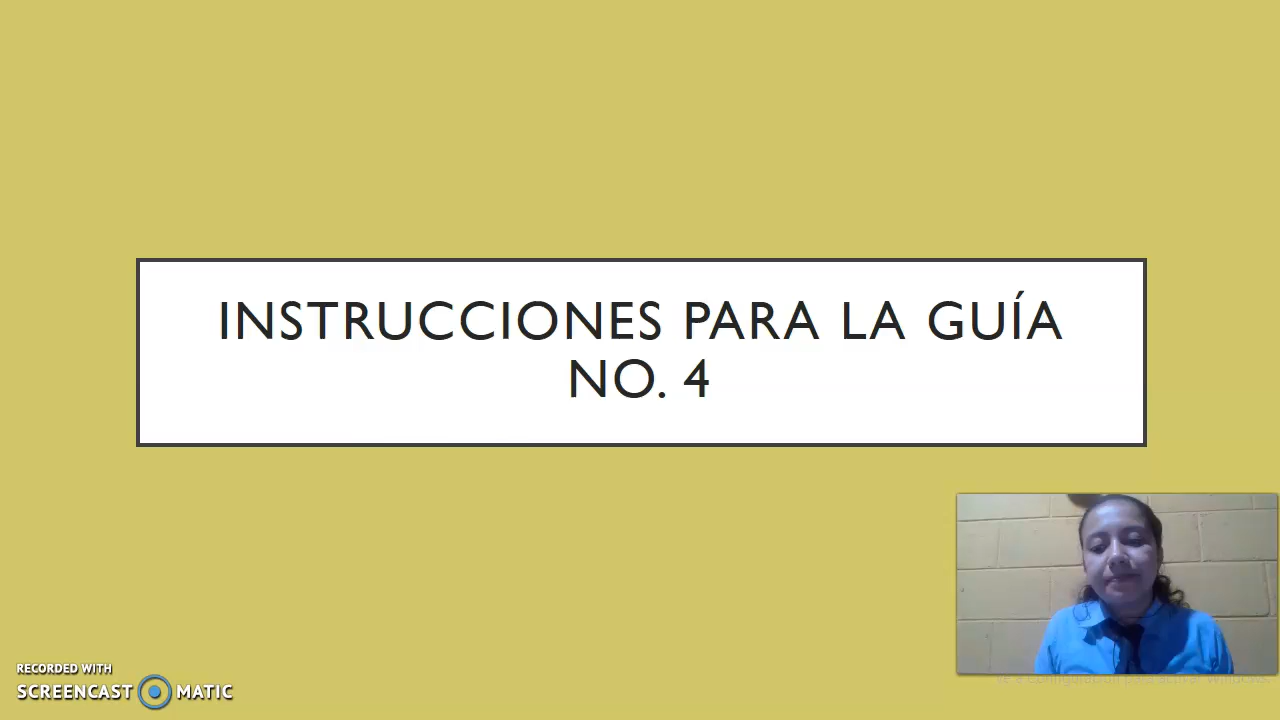 INSTRUCCIONES PARA LA GUÍA
NO. 4
RECORDED WITH
SCREENCAST MATIC